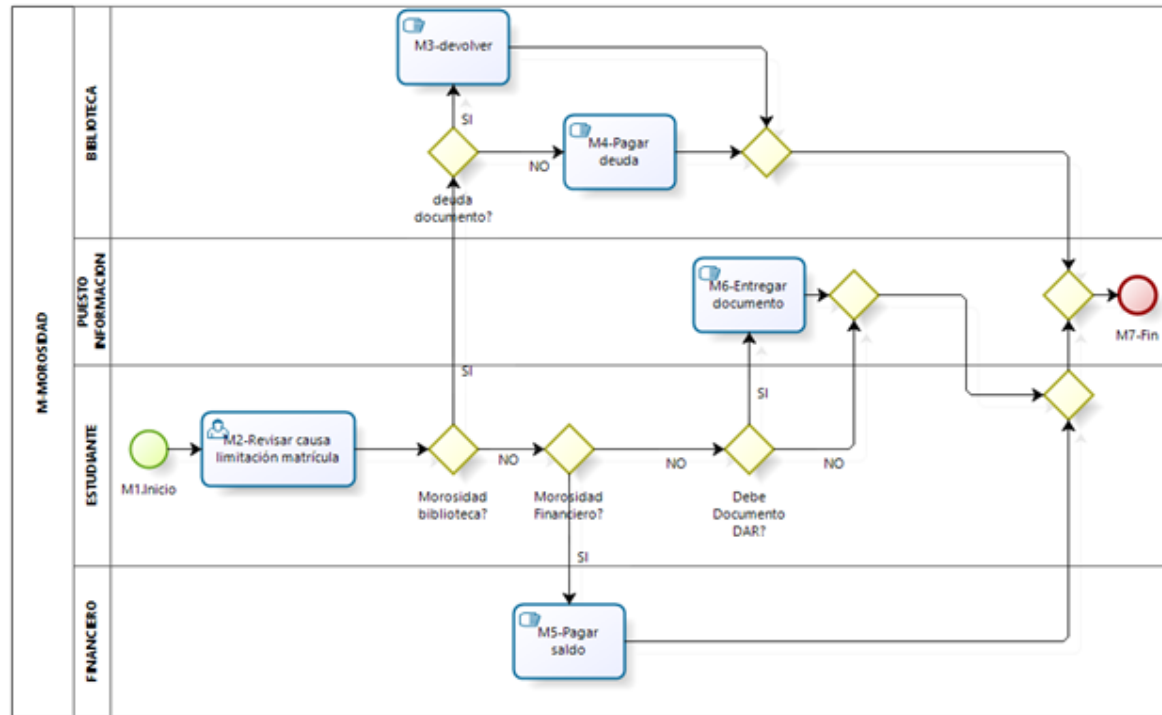 M-MOROSIDAD
BIBLIOTECA
M3-devolver
SI
M4-Pagar
deuda
NO
deuda
documento?
PUESTO
INFORMACION
M6-Entregar
documento
M7-Fin
SI
SI
ESTUDIANTE
M1.Inicio
M2-Revisar causa
limitación matrícula
NO
NO
NO
Morosidad
biblioteca?
Morosidad
Financiero?
Debe
Documento
DAR?
SI
FINANCIERO
M5-Pagar
saldo